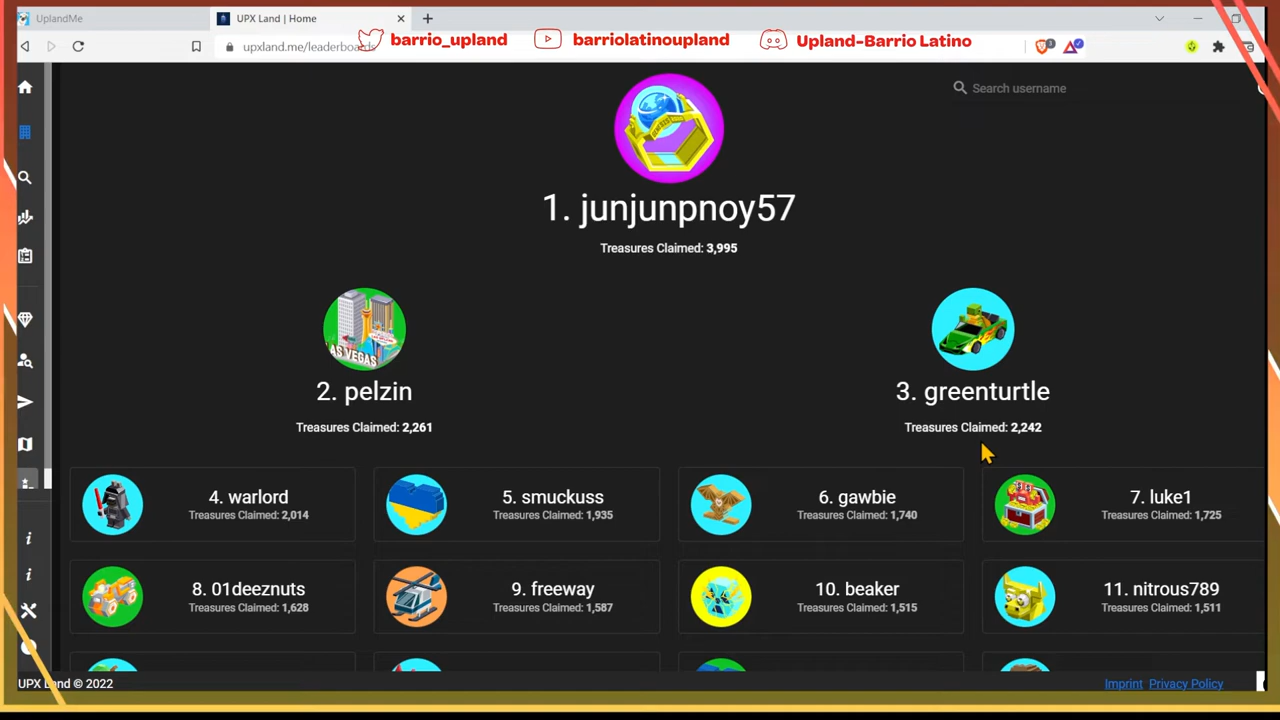 UplandMe
UPX Land | Home
upxland.me/leaderboards
barrio_upland
barriolatinoupland
Upland-Barrio Latino
Search username
1. junjunpnoy57
Treasures Claimed: 3,995
2. pelzin
Treasures Claimed: 2,261
3. greenturtle
Treasures Claimed: 2,242
4. warlord
Treasures Claimed: 2,014
5. smuckuss
Treasures Claimed: 1,935
6. gawbie
Treasures Claimed: 1,740
7. luke1
Treasures Claimed: 1,725
8. 01deeznuts
Treasures Claimed: 1,628
9. freeway
Treasures Claimed: 1,587
10. beaker
Treasures Claimed: 1,515
11. nitrous789
Treasures Claimed: 1,511
LAS VEGAS
UPX Land © 2022
Imprint Privacy Policy